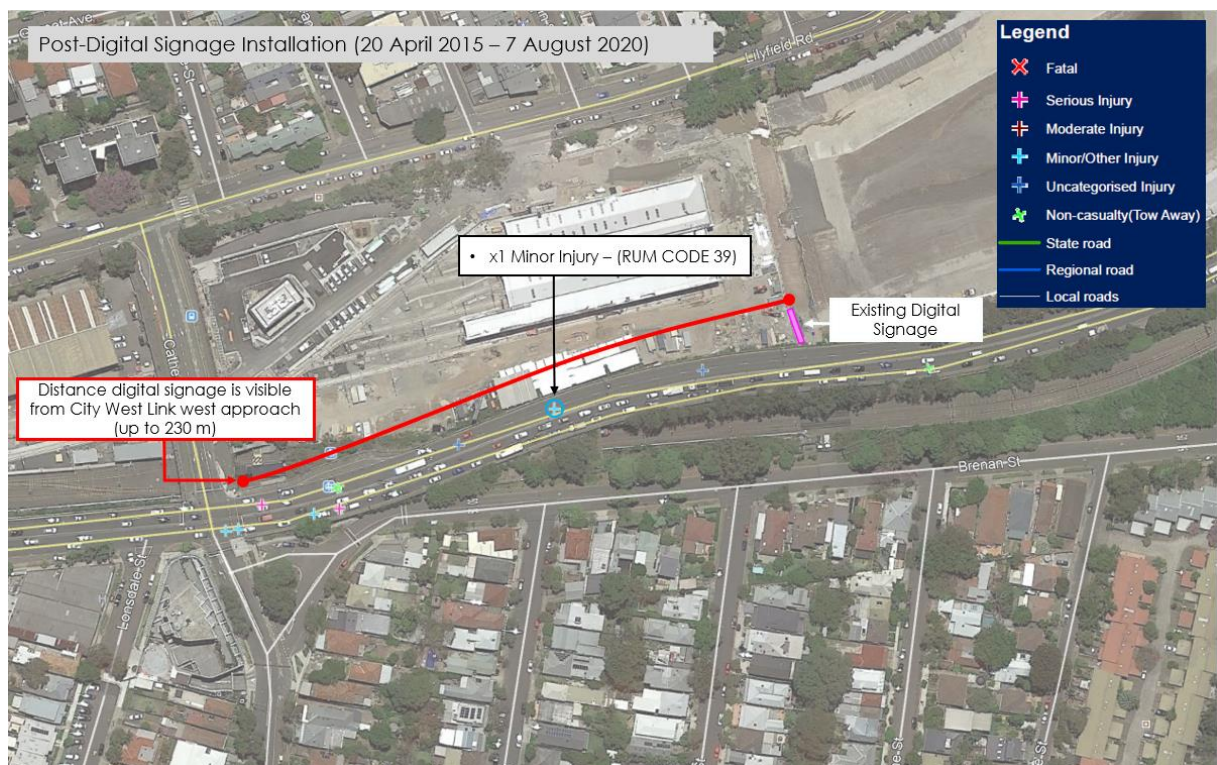 Post-Digital Signage Installation (20 April 2015 – 7 August 2020)
Lilyfield Rd
Legend
Fatal
Serious Injury
Moderate Injury
Minor/Other Injury
Uncategorised Injury
Non-casualty(Tow Away)
State road
Regional road
Local roads
• x1 Minor Injury – (RUM CODE 39)
Existing Digital
Signage
Cathe
Distance digital signage is visible
from City West Link west approach
(up to 230 m)
Brenan St
Lonsdale St